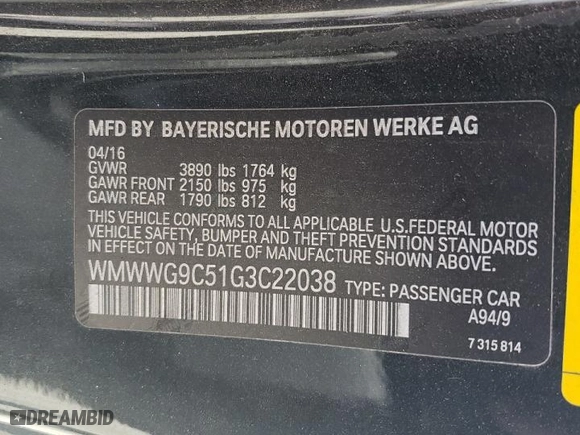 MFD BY BAYERISCHE MOTOREN WERKE AG
04/16
GVWR 3890 lbs 1764 kg
GAWR FRONT 2150 lbs 975 kg
GAWR REAR 1790 lbs 812 kg
THIS VEHICLE CONFORMS TO ALL APPLICABLE U.S.FEDERAL MOTOR
VEHICLE SAFETY, BUMPER AND THEFT PREVENTION STANDARDS
IN EFFECT ON THE DATE OF MANUFACTURE SHOWN ABOVE.
WMWWG9C51G3C22038 TYPE: PASSENGER CAR
A94/9
7 315 814
DREAMBID